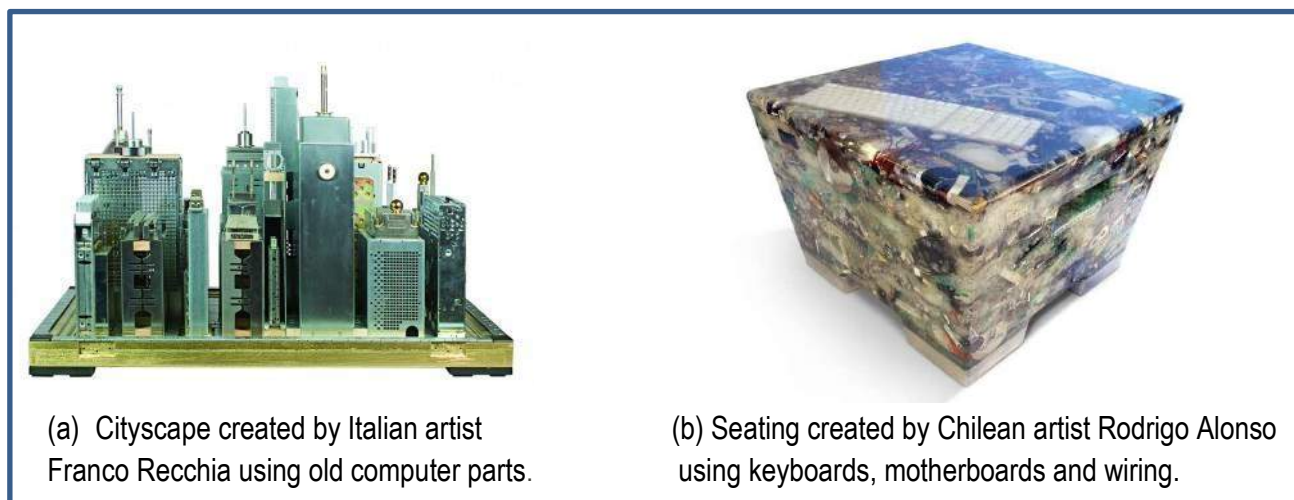 (a) Cityscape created by Italian artist
Franco Recchia using old computer parts.
(b) Seating created by Chilean artist Rodrigo Alonso
using keyboards, motherboards and wiring.